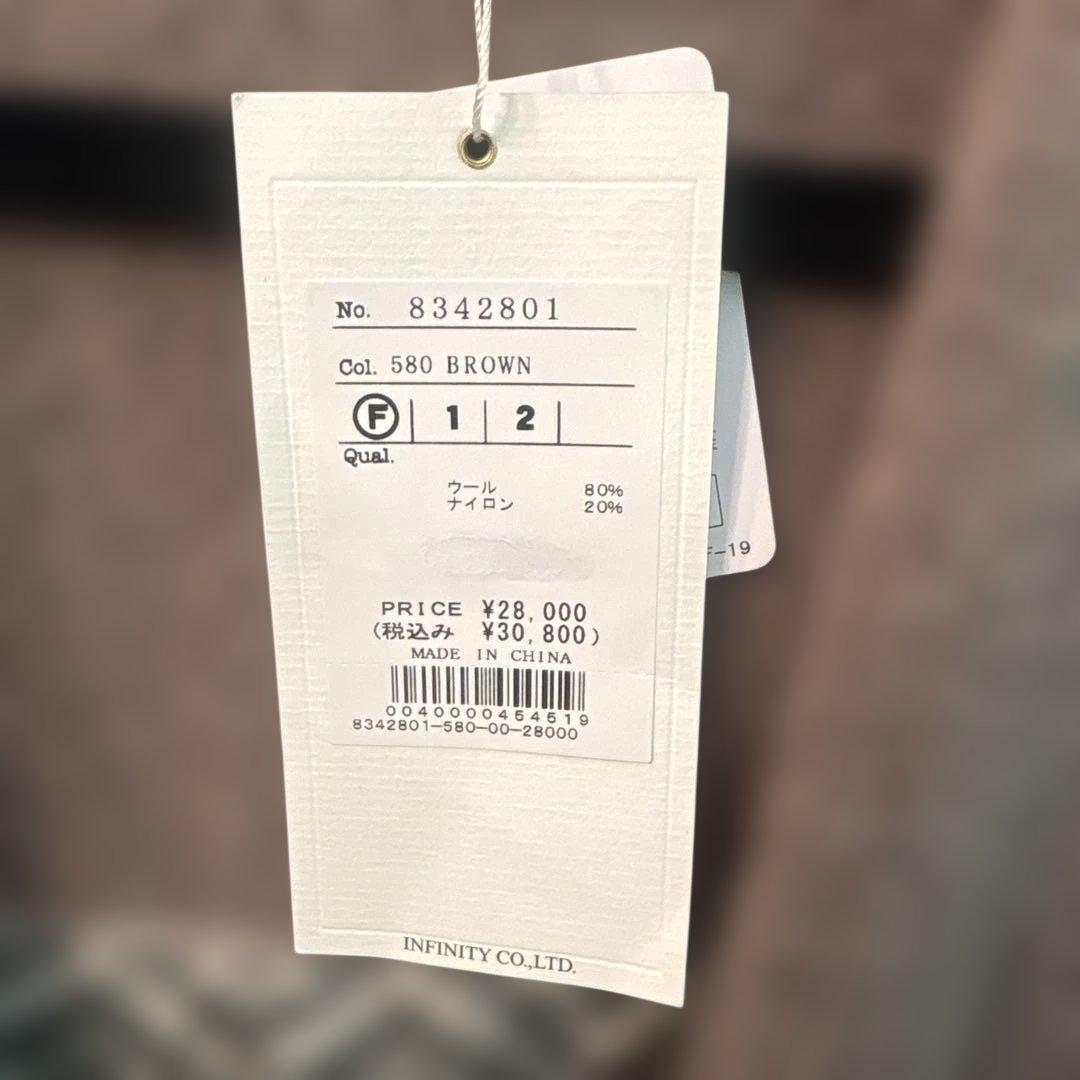 No. 8342801
Col. 580 BROWN
F 1 2
Qual.
ウール 80%
ナイロン 20%
PRICE ¥28,000
(税込み ¥30,800)
MADE IN CHINA
0040000454519
8342801-580-00-28000
INFINITY CO.,LTD.
-19